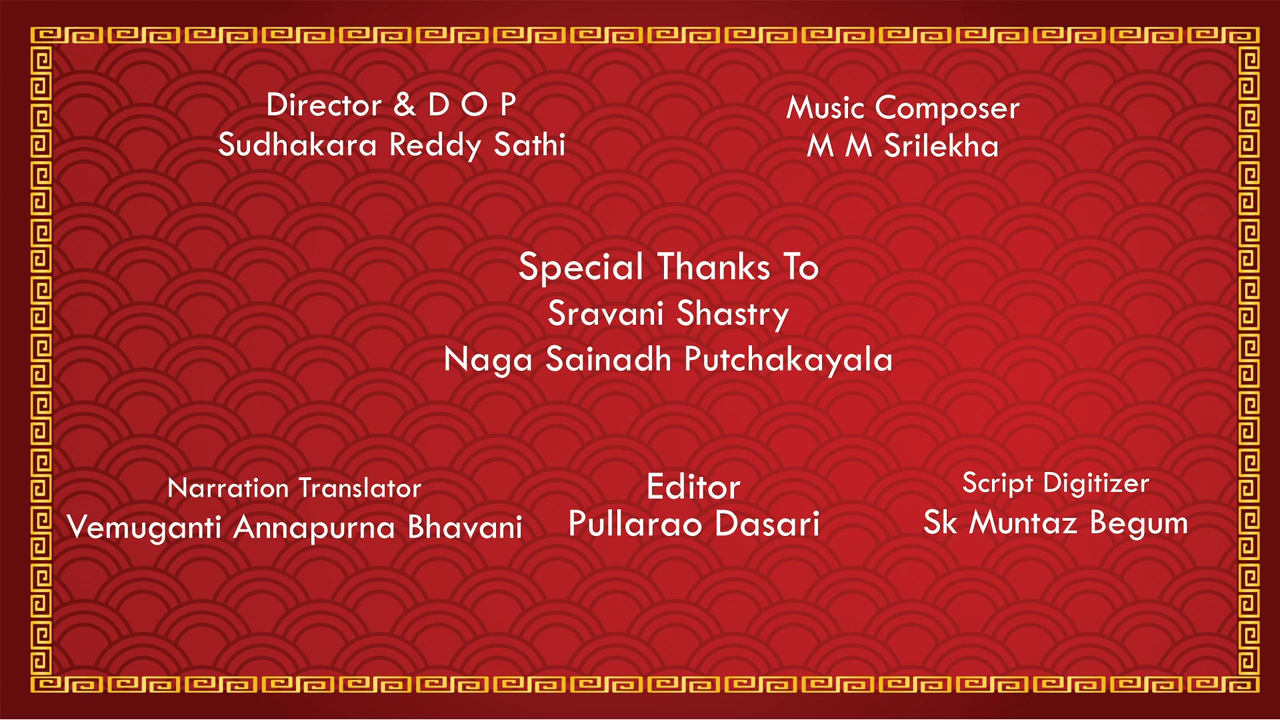 Director & D O P
Sudhakara Reddy Sathi
Music Composer
M M Srilekha
Special Thanks To
Sravani Shastry
Naga Sainadh Putchakayala
Narration Translator
Vemuganti Annapurna Bhavani
Editor
Pullarao Dasari
Script Digitizer
Sk Muntaz Begum